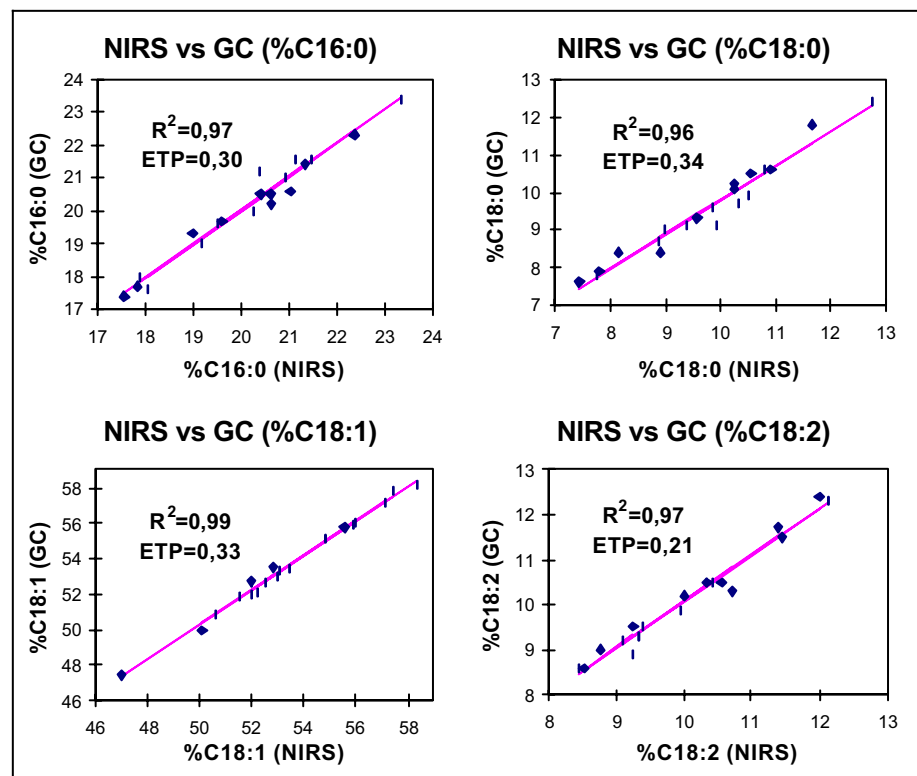 NIRS vs GC (%C16:0)
24
23
22
21
20
19
18
17
R²=0,97
ETP=0,30
%C16:0 (GC)
17 18 19 20 21 22 23 24
%C16:0 (NIRS)
NIRS vs GC (%C18:0)
13
12
11
10
9
8
7
R²=0,96
ETP=0,34
%C18:0 (GC)
7 8 9 10 11 12 13
%C18:0 (NIRS)
NIRS vs GC (%C18:1)
58
56
54
52
50
48
46
R²=0,99
ETP=0,33
%C18:1 (GC)
46 48 50 52 54 56 58
%C18:1 (NIRS)
NIRS vs GC (%C18:2)
13
12
11
10
9
8
R²=0,97
ETP=0,21
%C18:2 (GC)
8 9 10 11 12 13
%C18:2 (NIRS)